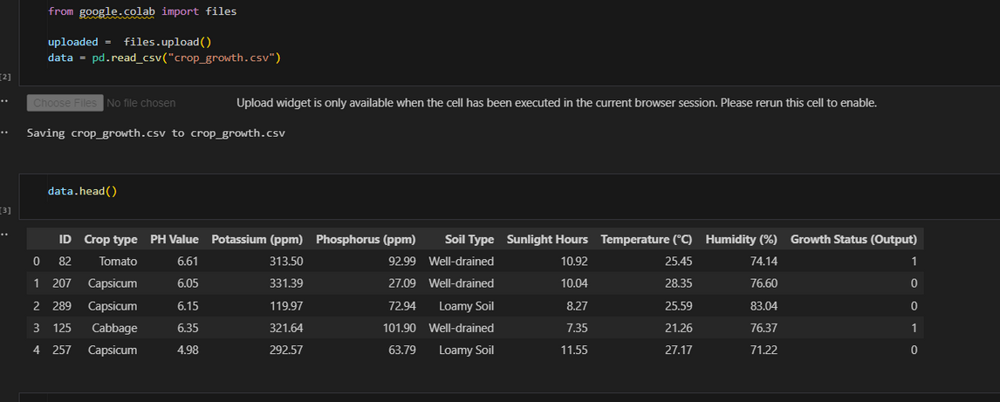 from google.colab import files
uploaded =  files.upload()
data = pd.read_csv("crop_growth.csv")
[2]
Choose Files No file chosen Upload widget is only available when the cell has been executed in the current browser session. Please rerun this cell to enable.
Saving crop_growth.csv to crop_growth.csv
data.head()
[3]
ID Crop type PH Value Potassium (ppm) Phosphorus (ppm) Soil Type Sunlight Hours Temperature (°C) Humidity (%) Growth Status (Output)
0 82 Tomato 6.61 313.50 92.99 Well-drained 10.92 25.45 74.14 1
1 207 Capsicum 6.05 331.39 27.09 Well-drained 10.04 28.35 76.60 0
2 289 Capsicum 6.15 119.97 72.94 Loamy Soil 8.27 25.59 83.04 0
3 125 Cabbage 6.35 321.64 101.90 Well-drained 7.35 21.26 76.37 1
4 257 Capsicum 4.98 292.57 63.79 Loamy Soil 11.55 27.17 71.22 0